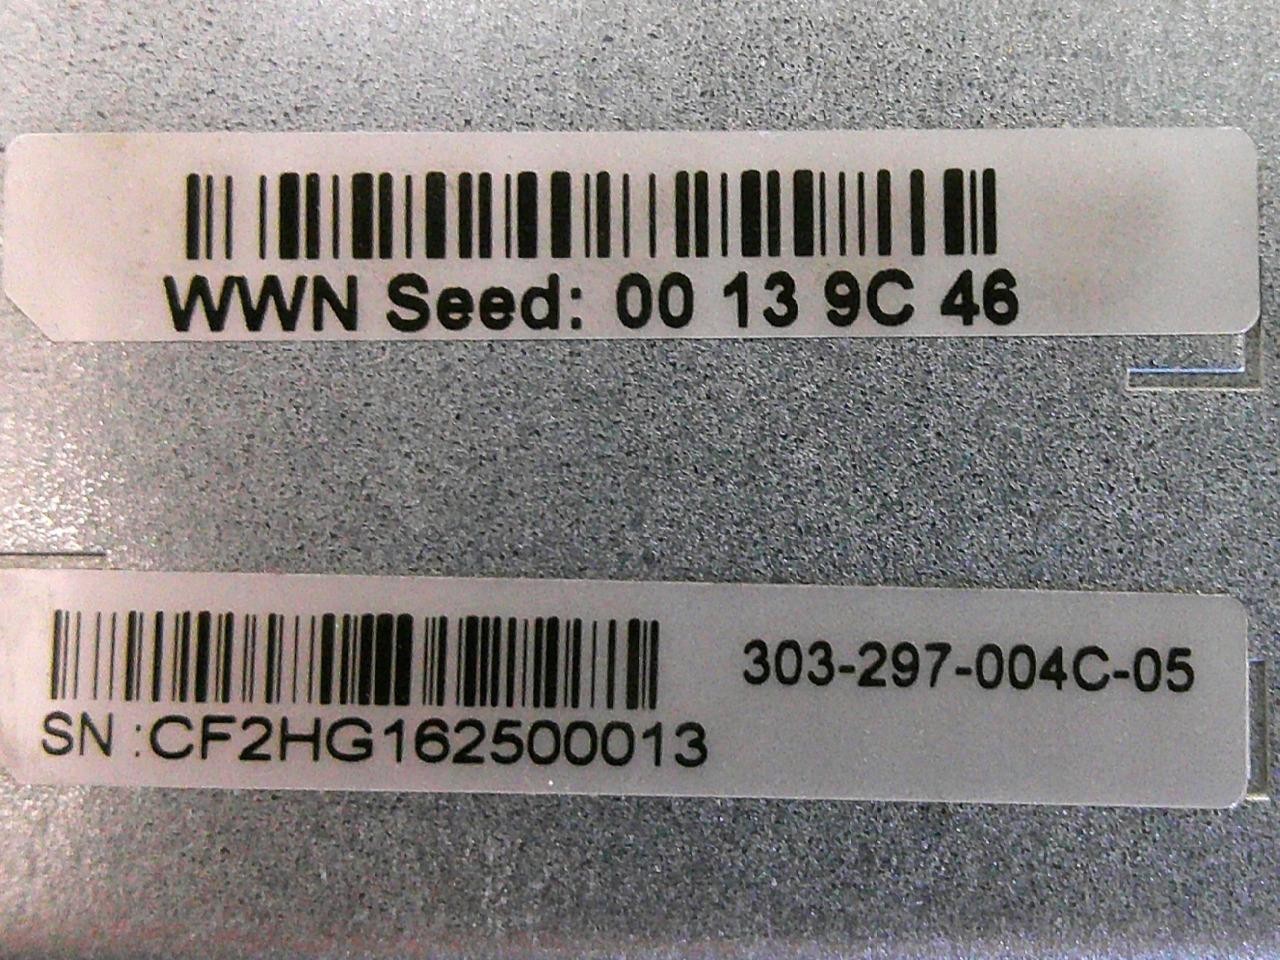 WWN Seed: 00 13 9C 46
303-297-004C-05
SN :CF2HG162500013